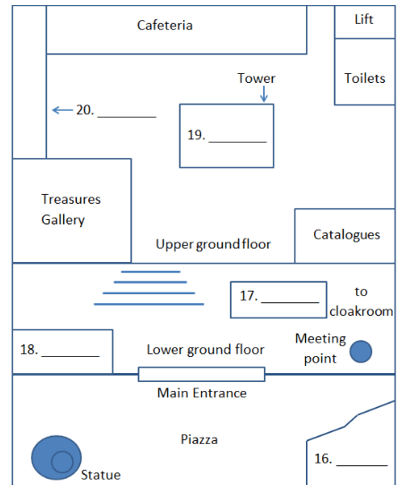 Cafeteria
Lift
Tower
Toilets
20. ________
19. ________
Treasures
Gallery
Catalogues
Upper ground floor
17. ________
to
cloakroom
18. ________
Lower ground floor
Meeting
point
Main Entrance
Piazza
16. ________
Statue